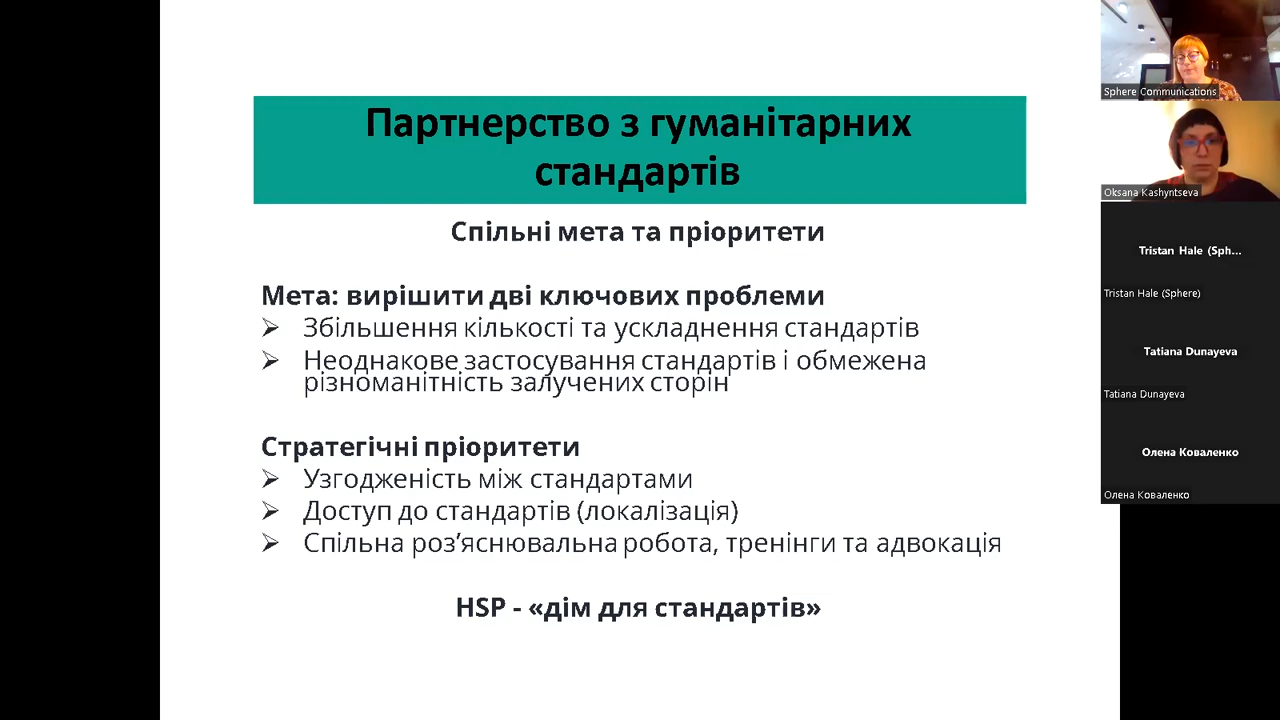 Партнерство з гуманітарних
стандартів
Спільні мета та пріоритети
Мета: вирішити дві ключових проблеми
Збільшення кількості та ускладнення стандартів
Неоднакове застосування стандартів і обмежена
різноманітність залучених сторін
Стратегічні пріоритети
Узгодженість між стандартами
Доступ до стандартів (локалізація)
Спільна роз’яснювальна робота, тренінги та адвокація
HSP - «дім для стандартів»
Sphere Communications
Oksana Kashyntseva
Tristan Hale (Sph...
Tristan Hale (Sphere)
Tatiana Dunayeva
Tatiana Dunayeva
Олена Коваленко
Олена Коваленко